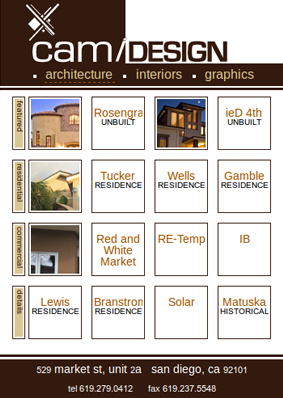 cam/DESIGN
architecture interiors graphics
featured
Rosengra
UNBUILT
ieD 4th
UNBUILT
residential
Tucker
RESIDENCE
Wells
RESIDENCE
Gamble
RESIDENCE
commercial
Red and
White
Market
RE-Temp
IB
details
Lewis
RESIDENCE
Branstron
RESIDENCE
Solar
Matuska
HISTORICAL
529 market st, unit 2a san diego, ca 92101
tel 619.279.0412 fax 619.237.5548